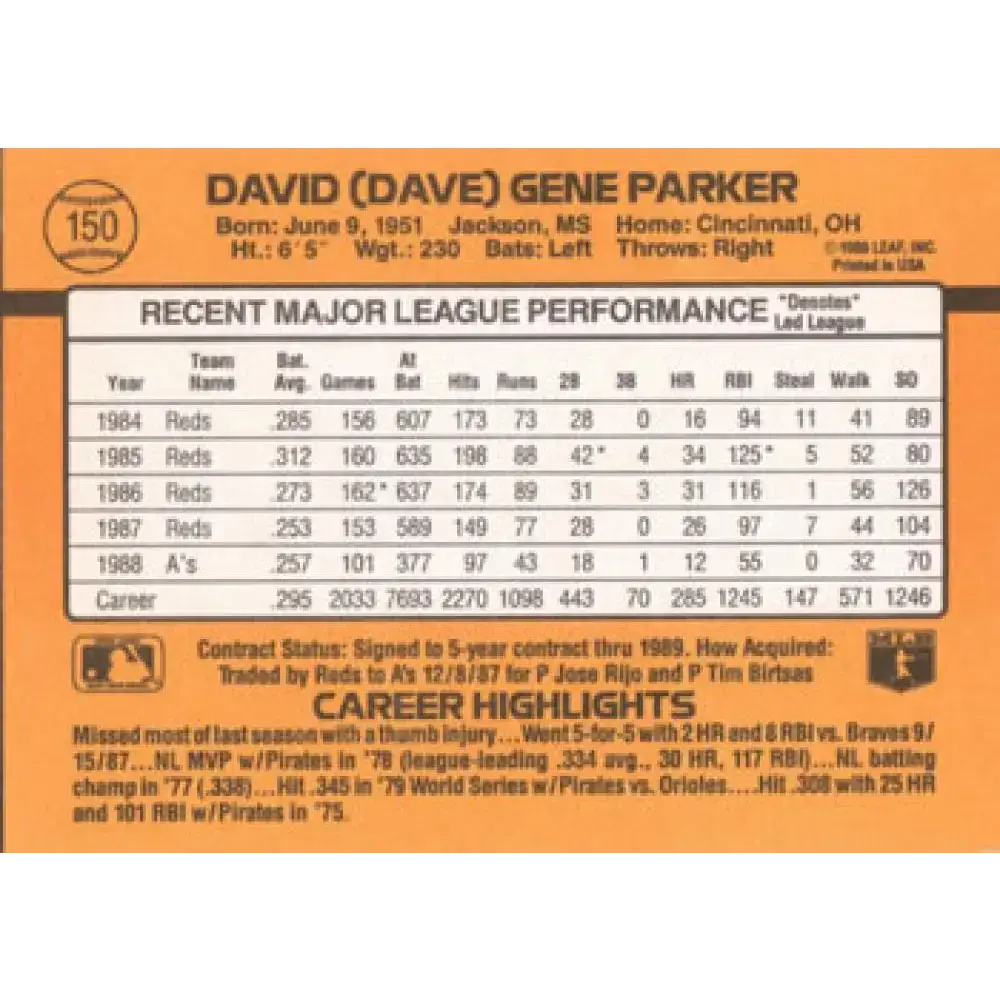 DAVID (DAVE) GENE PARKER
150
Born: June 9, 1951 Jackson, MS Home: Cincinnati, OH
Ht.: 6' 5" Wgt.: 230 Bats: Left Throws: Right
© 1988 LEAF, INC.
Printed in USA
RECENT MAJOR LEAGUE PERFORMANCE "Denotes"
Led League
Team Bat. At
Year Name Avg. Games Bat Hits Runs 2B 3B HR RBI Steal Walk SO
1984 Reds .285 156 607 173 73 28 0 16 94 11 41 89
1985 Reds .312 160 635 198 88 42* 4 34 125* 5 52 80
1986 Reds .273 162* 637 174 89 31 3 31 116 1 56 126
1987 Reds .253 153 589 149 77 28 0 26 97 7 44 104
1988 A's .257 101 377 97 43 18 1 12 55 0 32 70
Career .295 2033 7693 2270 1098 443 70 285 1245 147 571 1246
Contract Status: Signed to 5-year contract thru 1989. How Acquired:
Traded by Reds to A's 12/8/87 for P Jose Rijo and P Tim Birtsas
CAREER HIGHLIGHTS
Missed most of last season with a thumb injury...Went 5-for-5 with 2 HR and 8 RBI vs. Braves 9/
15/87...NL MVP w/Pirates in '78 (league-leading .334 avg., 30 HR, 117 RBI)...NL batting
champ in '77 (.338)...Hit .345 in '79 World Series w/Pirates vs. Orioles....Hit .308 with 25 HR
and 101 RBI w/Pirates in '75.